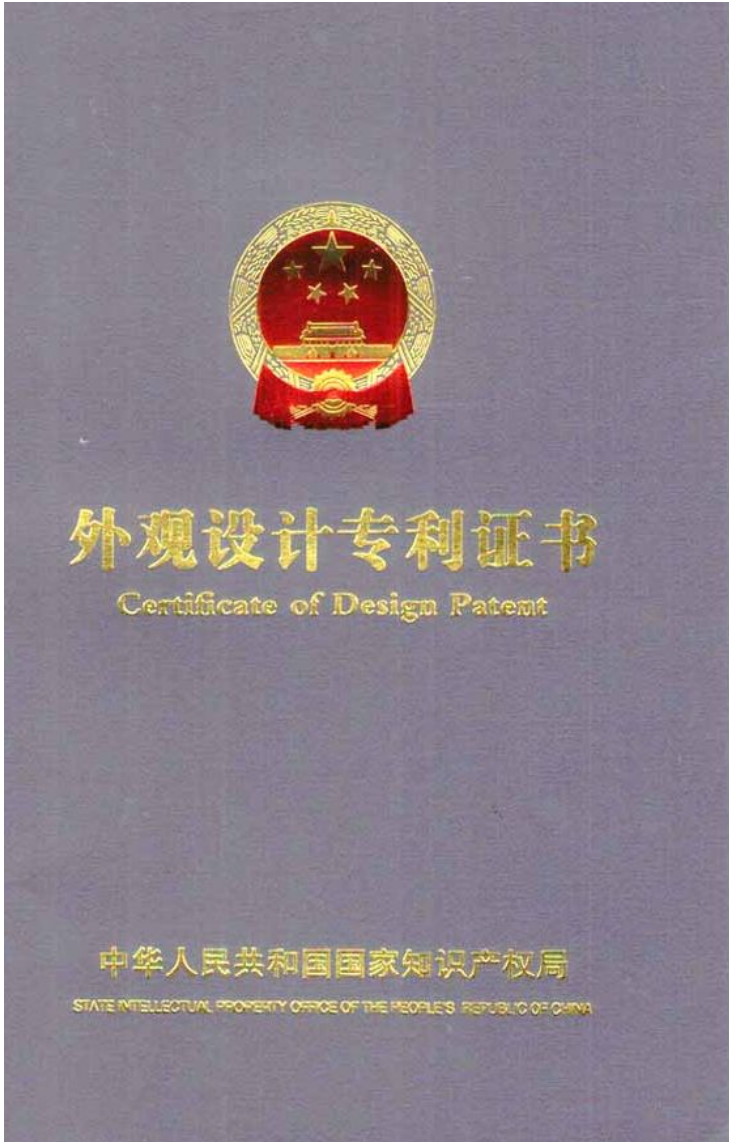 外观设计专利证书
Certificate of Design Patent
中华人民共和国国家知识产权局
STATE INTELLECTUAL PROPERTY OFFICE OF THE PEOPLE'S REPUBLIC OF CHINA